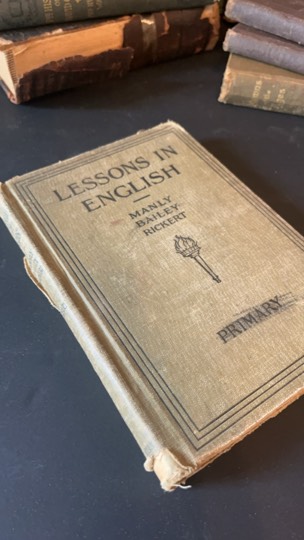 LESSONS IN
ENGLISH
MANLY
BAILEY
RICKERT
PRIMARY